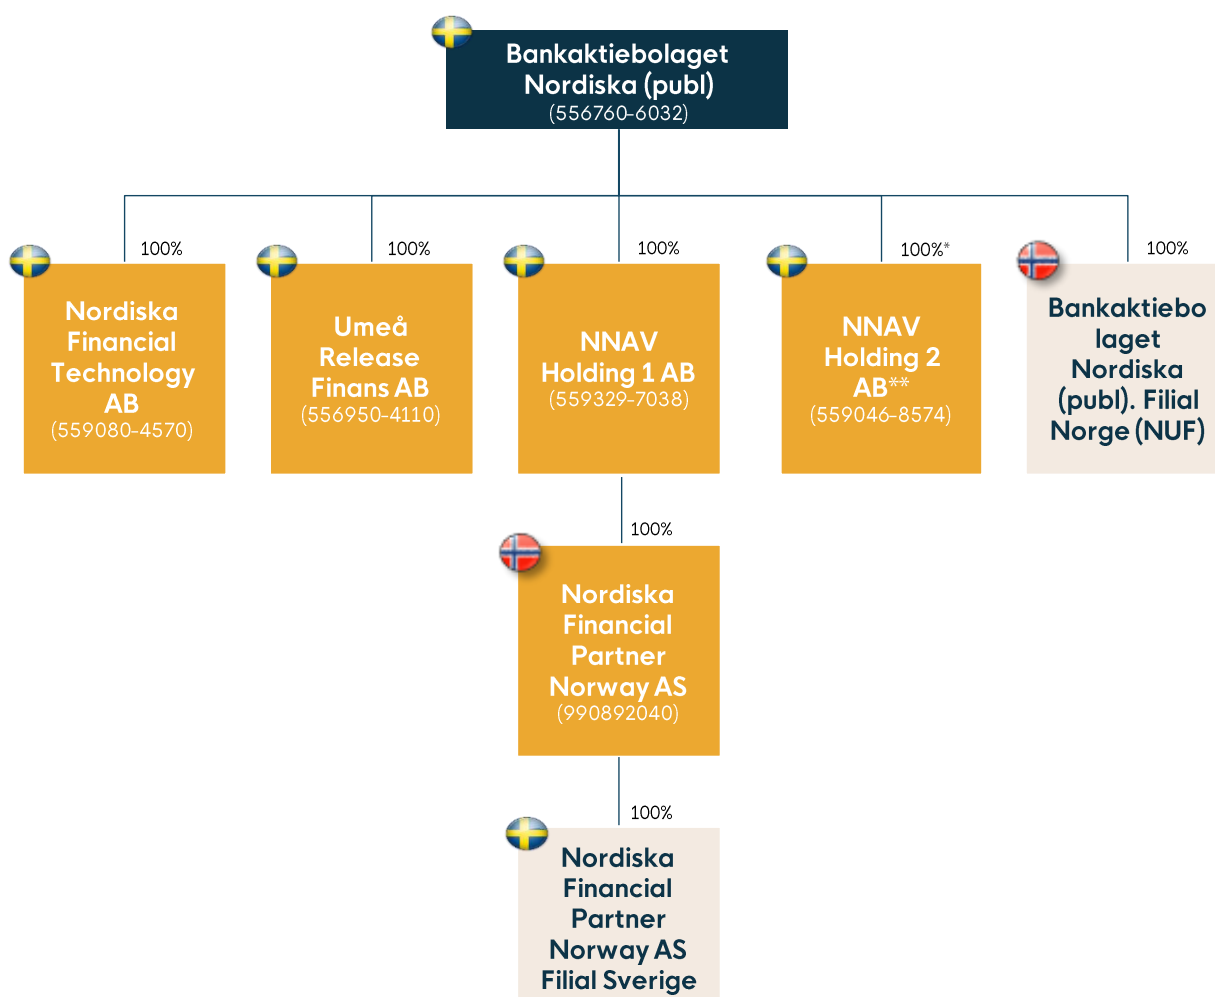 Bankaktiebolaget
Nordiska (publ)
(556760-6032)
100%
100%
100%
100%*
100%
Nordiska
Financial
Technology
AB
(559080-4570)
Umeå
Release
Finans AB
(556950-4110)
NNAV
Holding 1 AB
(559329-7038)
NNAV
Holding 2
AB**
(559046-8574)
Bankaktiebo
laget
Nordiska
(publ). Filial
Norge (NUF)
100%
Nordiska
Financial
Partner
Norway AS
(990892040)
100%
Nordiska
Financial
Partner
Norway AS
Filial Sverige